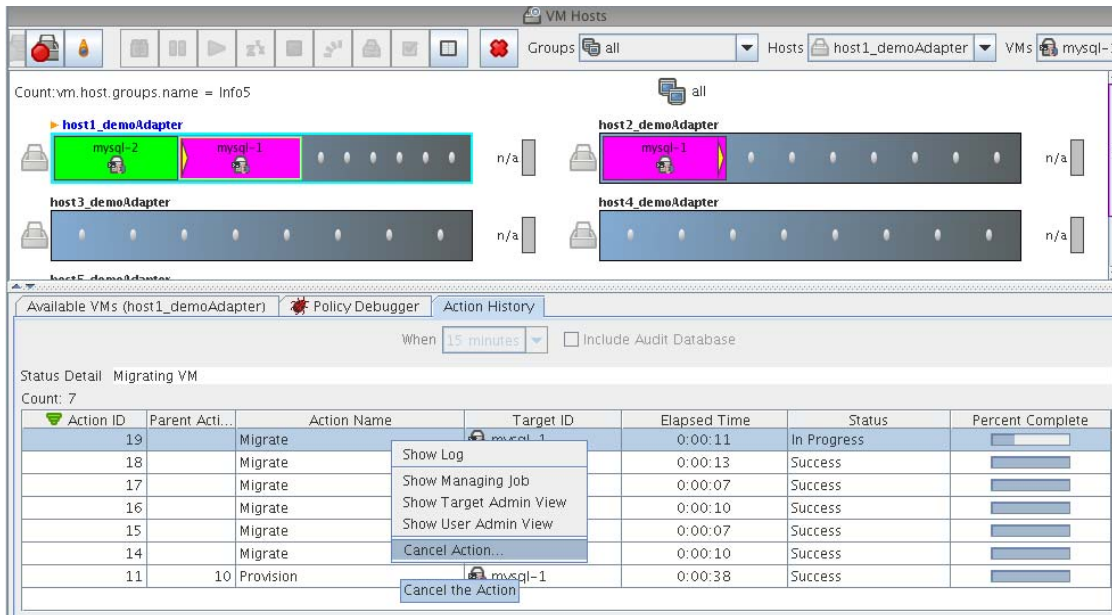 VM Hosts
Groups all Hosts host1_demoAdapter VMs mysql-1
Count:vm.host.groups.name = Info5
all
host1_demoAdapter
mysql-2 mysql-1
n/a
host2_demoAdapter
mysql-1
n/a
host3_demoAdapter
n/a
host4_demoAdapter
n/a
host5_demoAdapter
Available VMs (host1_demoAdapter) Policy Debugger Action History
When 15 minutes Include Audit Database
Status Detail Migrating VM
Count: 7
Action ID Parent Acti... Action Name Target ID Elapsed Time Status Percent Complete
19 Migrate mysql-1 0:00:11 In Progress
18 Migrate 0:00:13 Success
17 Migrate 0:00:07 Success
16 Migrate 0:00:10 Success
15 Migrate 0:00:07 Success
14 Migrate 0:00:10 Success
11 10 Provision mysql-1 0:00:38 Success
Show Log
Show Managing Job
Show Target Admin View
Show User Admin View
Cancel Action...
Cancel the Action